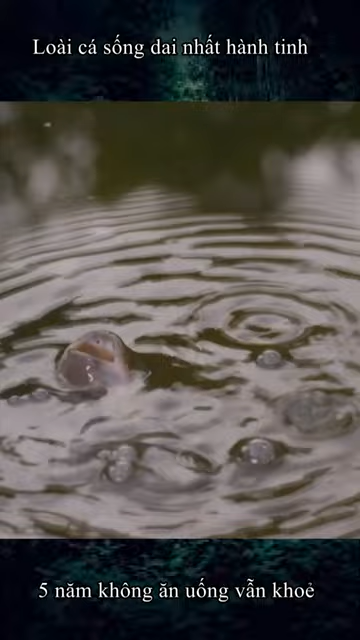 Loài cá sống dai nhất hành tinh
5 năm không ăn uống vẫn khoẻ